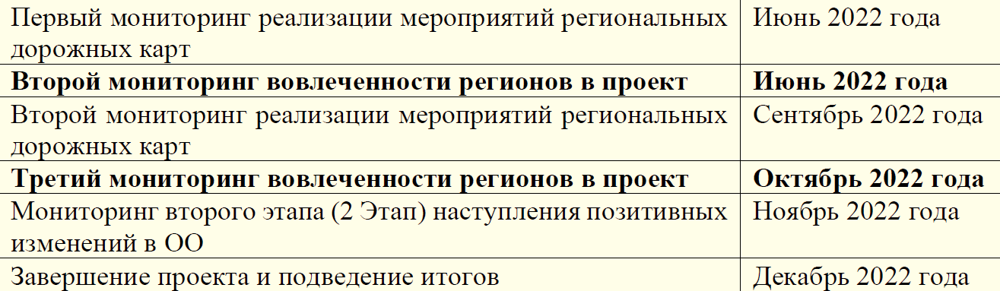 Первый мониторинг реализации мероприятий региональных
дорожных карт
Июнь 2022 года
Второй мониторинг вовлеченности регионов в проект
Июнь 2022 года
Второй мониторинг реализации мероприятий региональных
дорожных карт
Сентябрь 2022 года
Третий мониторинг вовлеченности регионов в проект
Октябрь 2022 года
Мониторинг второго этапа (2 Этап) наступления позитивных
изменений в ОО
Ноябрь 2022 года
Завершение проекта и подведение итогов
Декабрь 2022 года